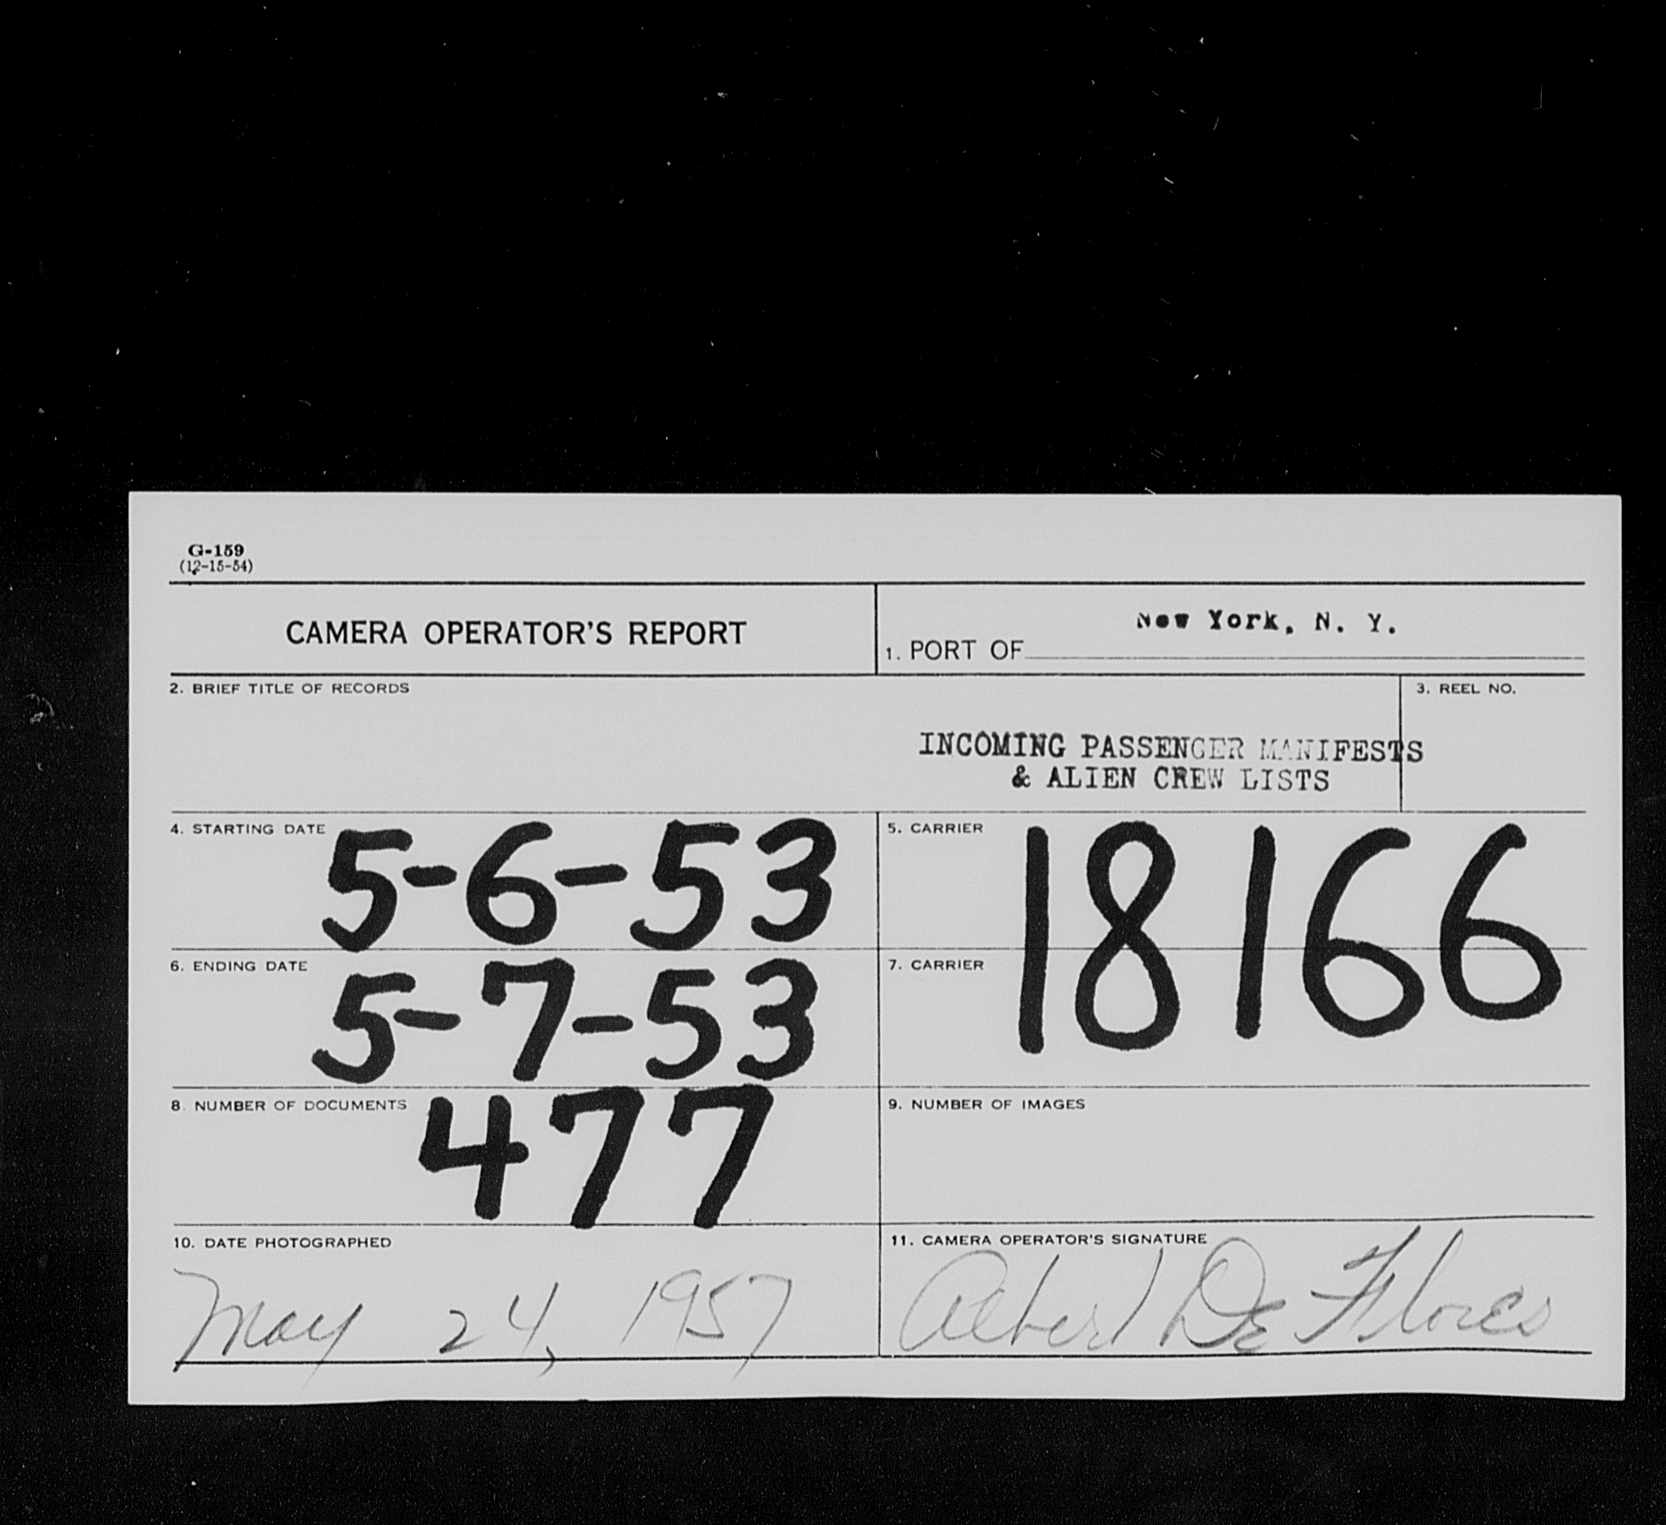 G-159
(12-15-54)
CAMERA OPERATOR'S REPORT
1. PORT OF New York, N. Y.
2. BRIEF TITLE OF RECORDS
3. REEL NO.
INCOMING PASSENGER MANIFESTS
& ALIEN CREW LISTS
4. STARTING DATE 5-6-53
5. CARRIER 18166
6. ENDING DATE 5-7-53
7. CARRIER
8. NUMBER OF DOCUMENTS 477
9. NUMBER OF IMAGES
10. DATE PHOTOGRAPHED
May 24, 1957
11. CAMERA OPERATOR'S SIGNATURE
Albert De Flores